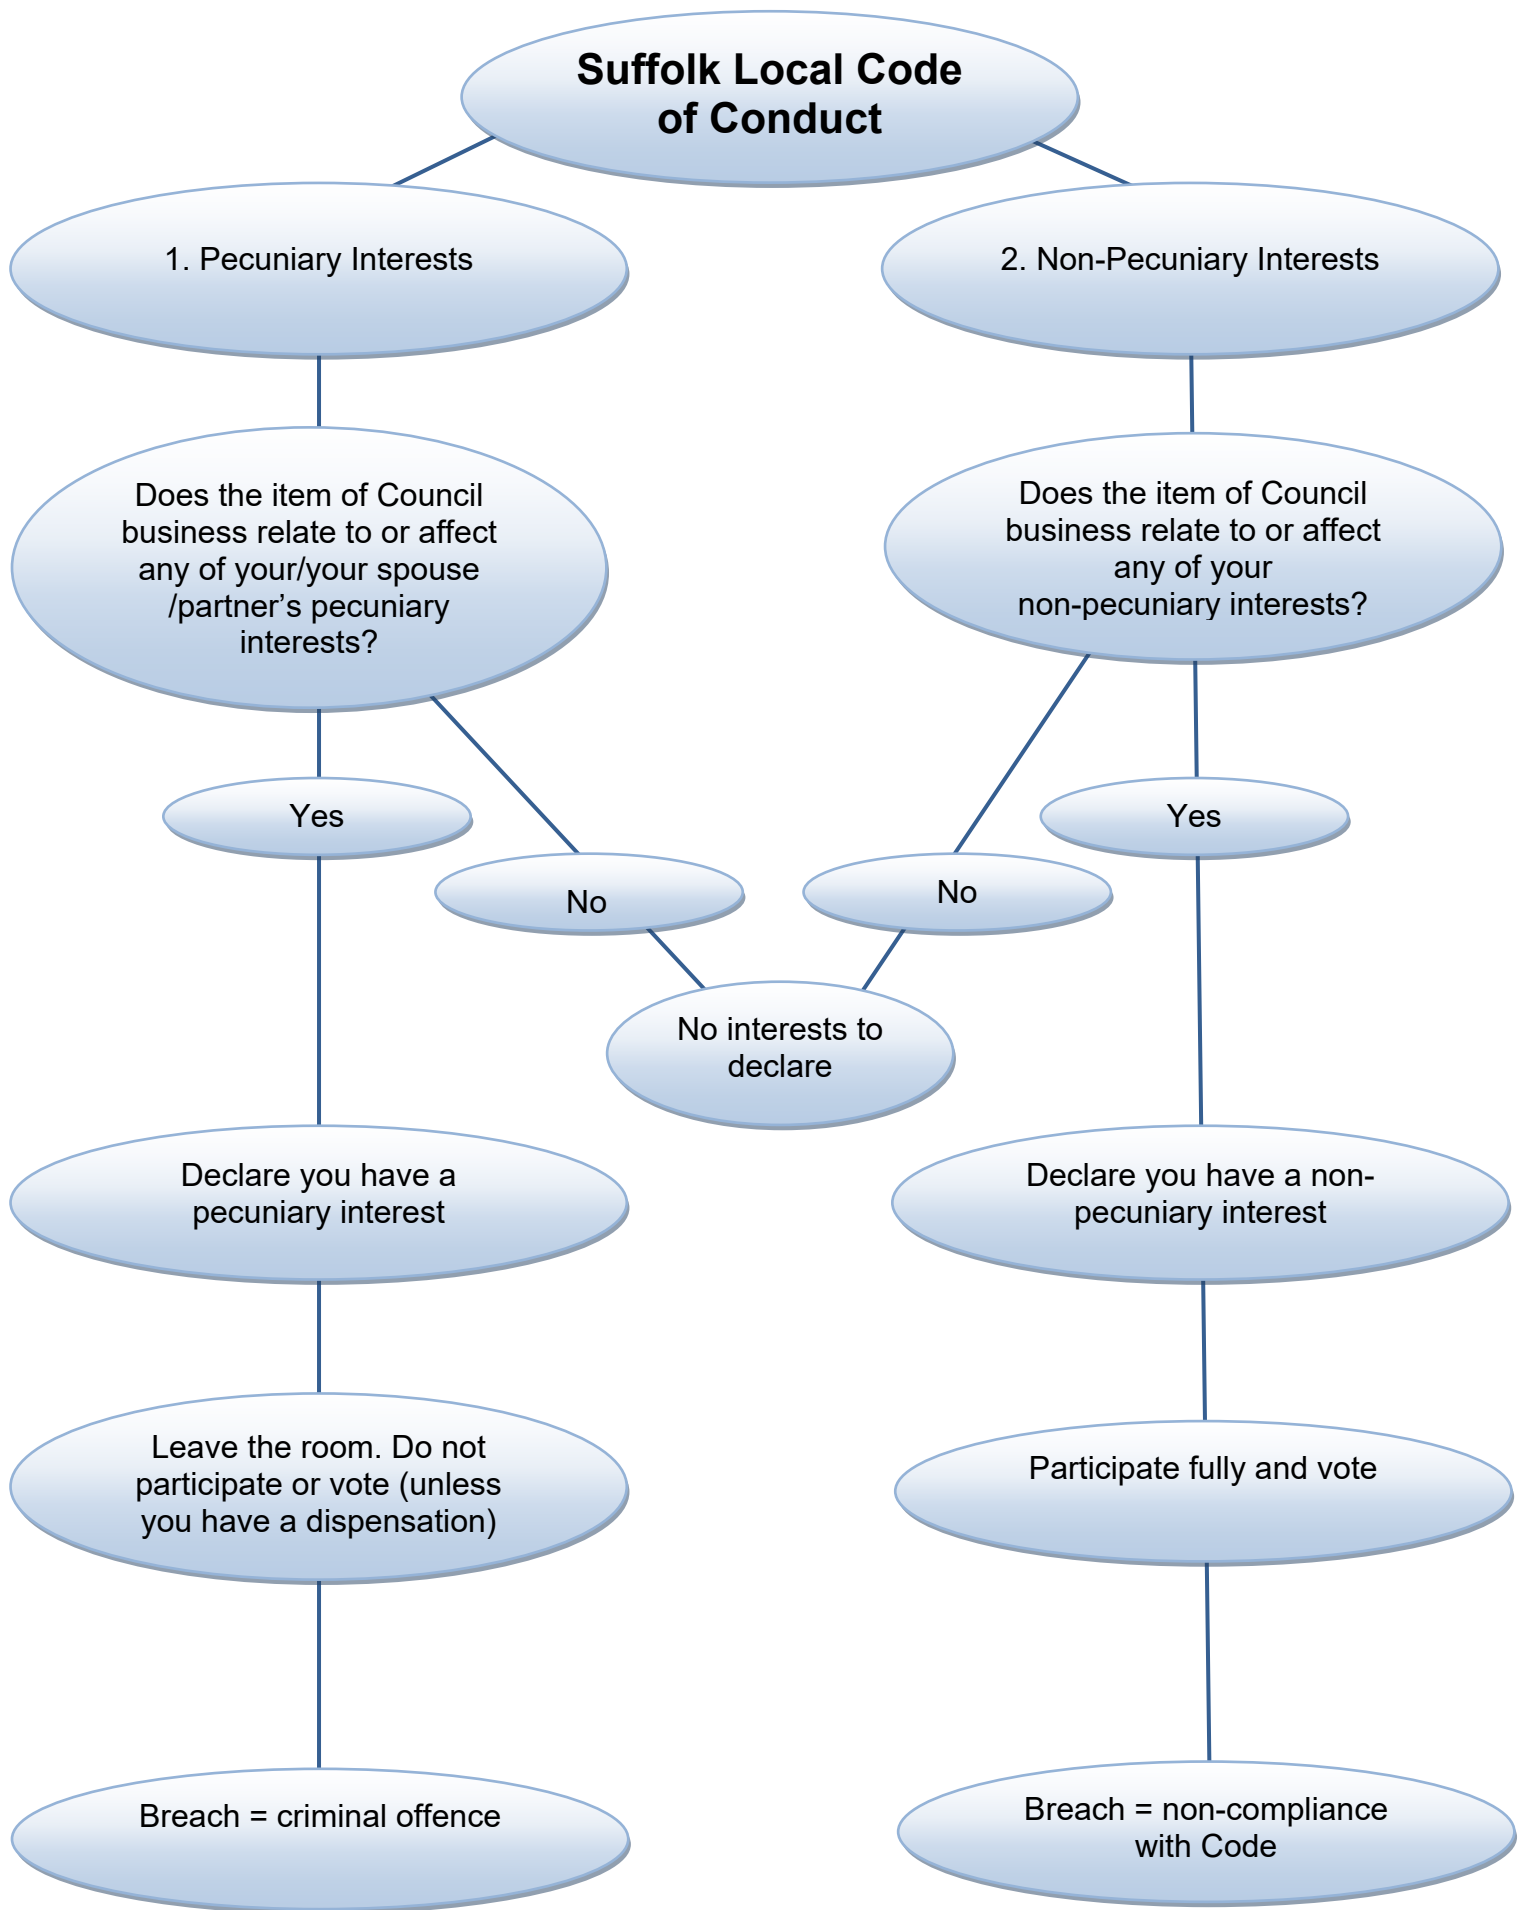 Suffolk Local Code
of Conduct
1. Pecuniary Interests
2. Non-Pecuniary Interests
Does the item of Council
business relate to or affect
any of your/your spouse
/partner’s pecuniary
interests?
Does the item of Council
business relate to or affect
any of your
non-pecuniary interests?
Yes
No
No
Yes
No interests to
declare
Declare you have a
pecuniary interest
Declare you have a non-
pecuniary interest
Leave the room. Do not
participate or vote (unless
you have a dispensation)
Participate fully and vote
Breach = criminal offence
Breach = non-compliance
with Code